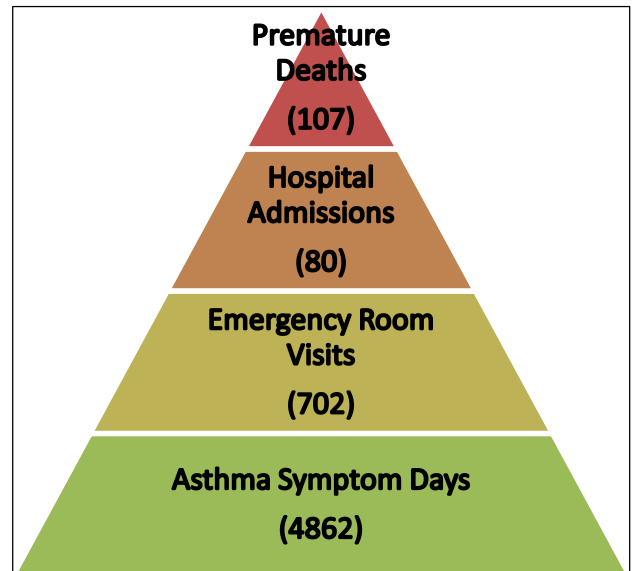 Premature
Deaths
(107)
Hospital
Admissions
(80)
Emergency Room
Visits
(702)
Asthma Symptom Days
(4862)